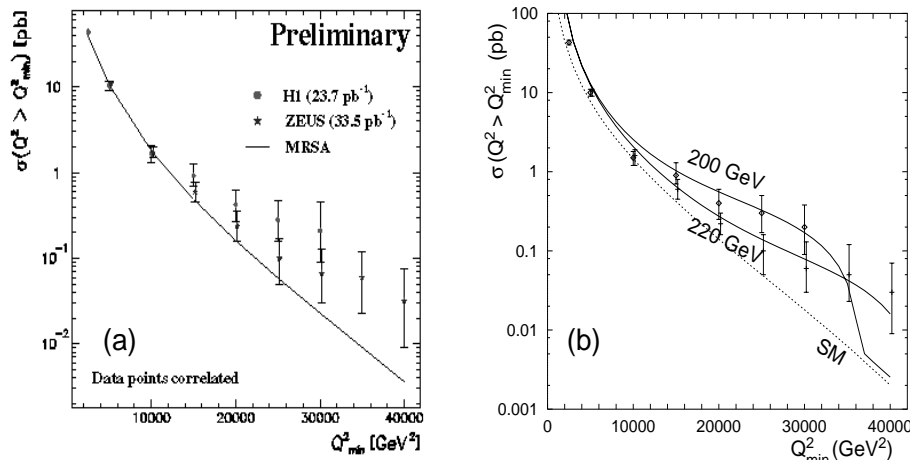 σ(Q² > Q²min) [pb]
Preliminary
H1 (23.7 pb⁻¹)
ZEUS (33.5 pb⁻¹)
MRSA
10
1
10⁻¹
10⁻²
(a)
Data points correlated
10000 20000 30000 40000
Q²min [GeV²]
σ (Q² > Q²min) (pb)
100
10
1
0.1
0.01
0.001
200 GeV
220 GeV
SM
(b)
0 10000 20000 30000 40000
Q²min (GeV²)